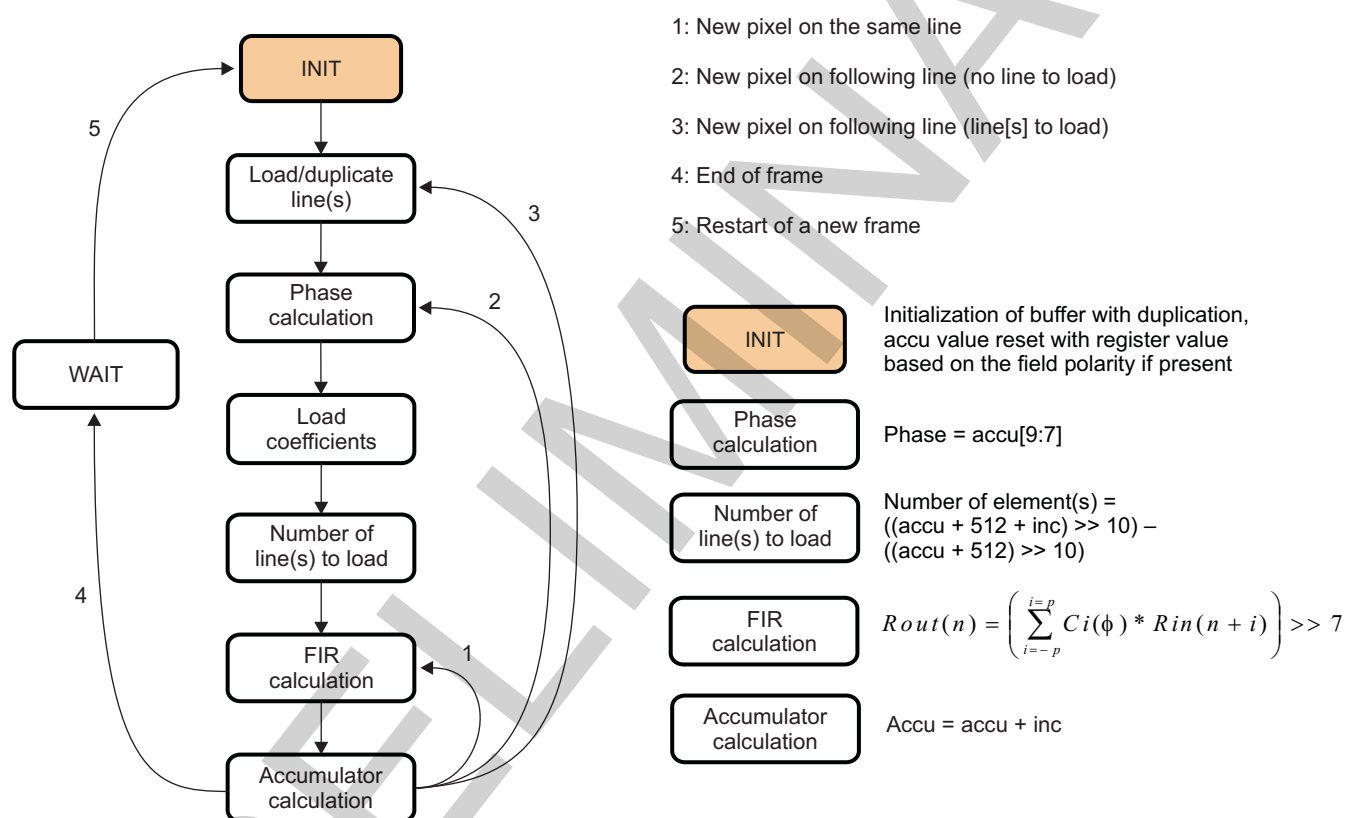 INIT
5
Load/duplicate
line(s)
3
Phase
calculation
2
WAIT
Load
coefficients
Number of
line(s) to load
4
FIR
calculation
1
Accumulator
calculation
1: New pixel on the same line
2: New pixel on following line (no line to load)
3: New pixel on following line (line[s] to load)
4: End of frame
5: Restart of a new frame
INIT
Initialization of buffer with duplication,
accu value reset with register value
based on the field polarity if present
Phase
calculation
Phase = accu[9:7]
Number of
line(s) to load
Number of element(s) =
((accu + 512 + inc) >> 10) –
((accu + 512) >> 10)
FIR
calculation
Rout(n) = ( ∑ i=-p i=p Ci(ϕ) * Rin(n + i) ) >> 7
Accumulator
calculation
Accu = accu + inc
ELIMINA